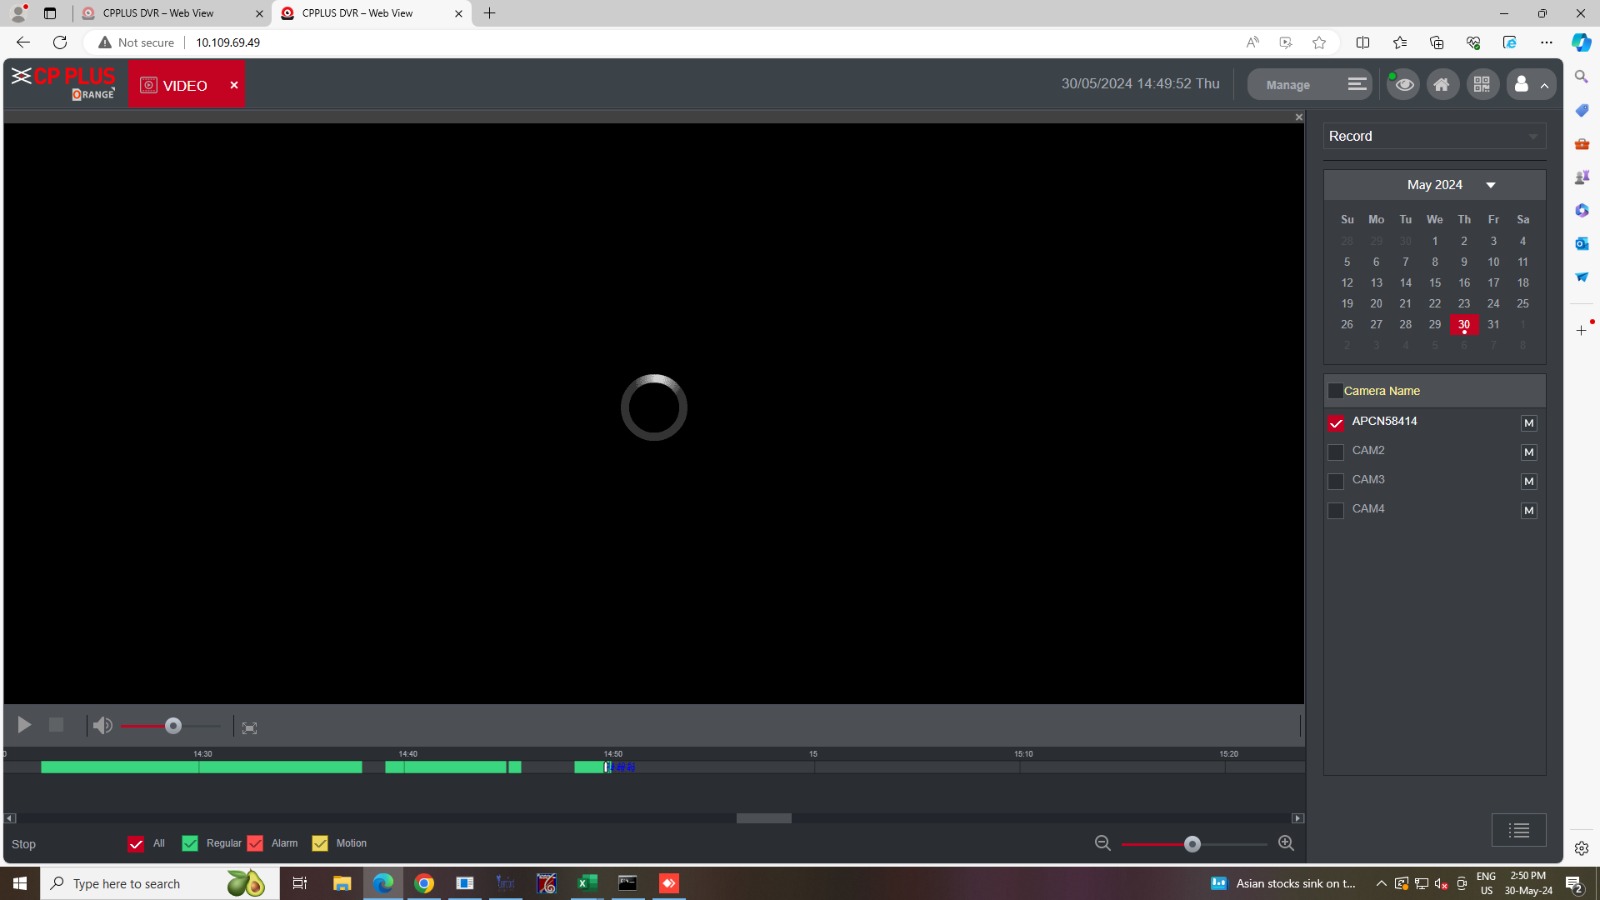 CPPLUS DVR – Web View
CPPLUS DVR – Web View
Not secure
10.109.69.49
CP PLUS
ORANGE
VIDEO
30/05/2024 14:49:52 Thu
Manage
Record
May 2024
Su Mo Tu We Th Fr Sa
28 29 30 1 2 3 4
5 6 7 8 9 10 11
12 13 14 15 16 17 18
19 20 21 22 23 24 25
26 27 28 29 30 31 1
2 3 4 5 6 7 8
Camera Name
APCN58414 M
CAM2 M
CAM3 M
CAM4 M
14:30 14:40 14:50 15 15:10 15:20
Stop
All Regular Alarm Motion
Type here to search
Asian stocks sink on t...
ENG
US
2:50 PM
30-May-24
2